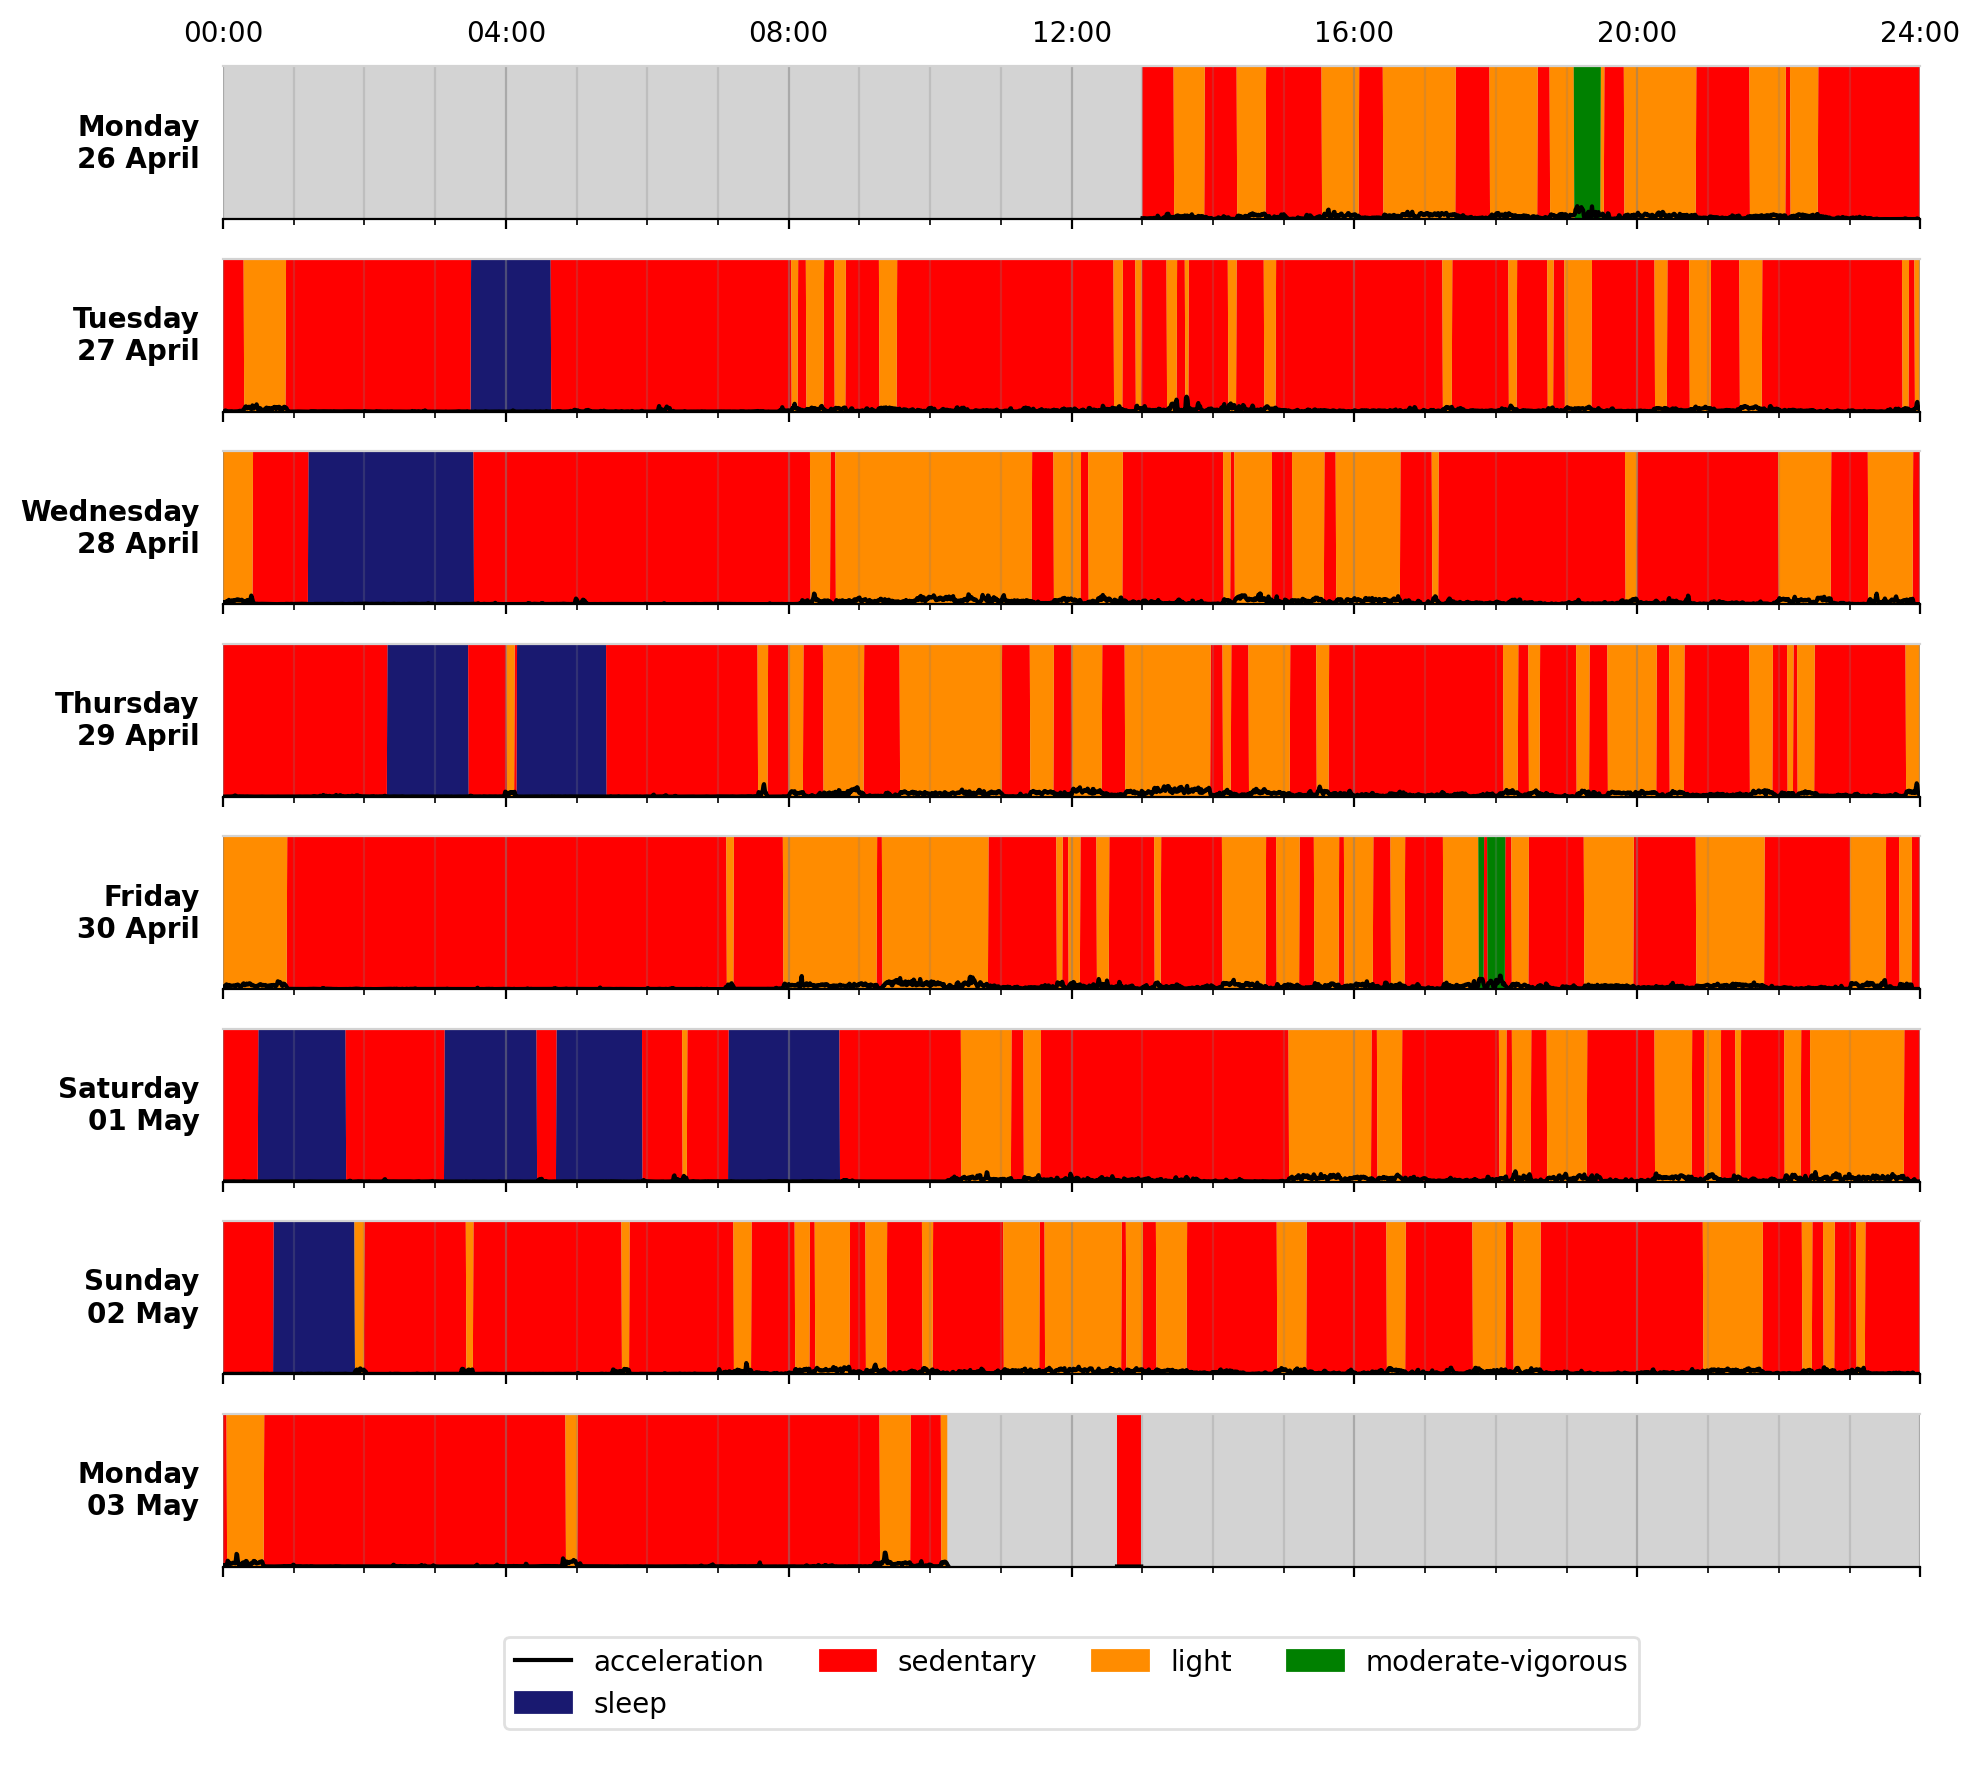 00:00 04:00 08:00 12:00 16:00 20:00 24:00
Monday
26 April
Tuesday
27 April
Wednesday
28 April
Thursday
29 April
Friday
30 April
Saturday
01 May
Sunday
02 May
Monday
03 May
acceleration sedentary light moderate-vigorous
sleep